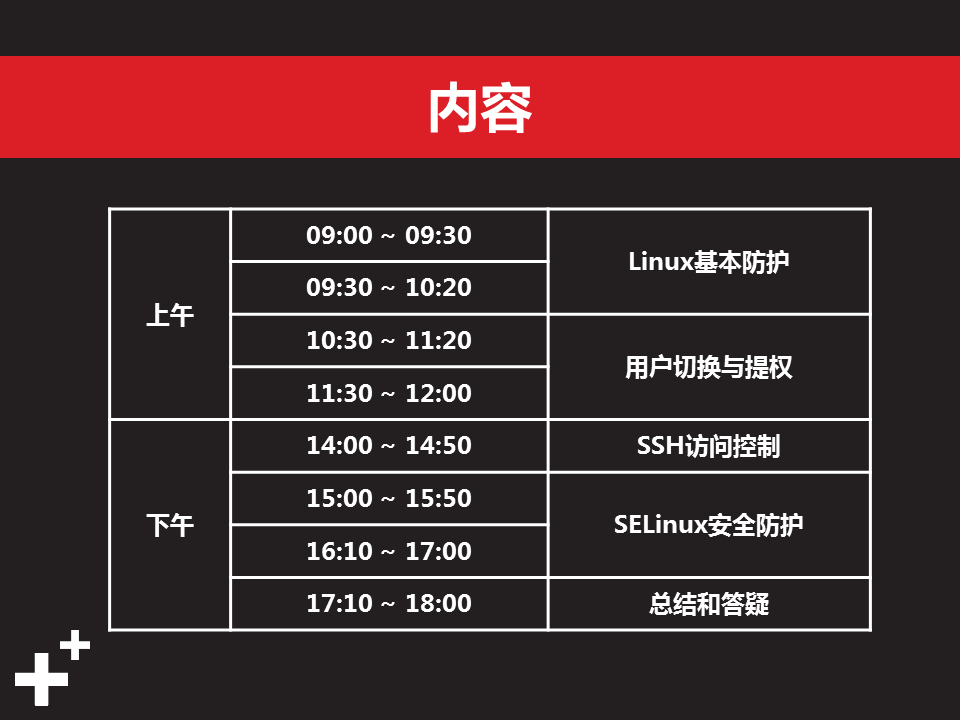 内容
上午
09:00 ~ 09:30
Linux基本防护
09:30 ~ 10:20
10:30 ~ 11:20
用户切换与提权
11:30 ~ 12:00
下午
14:00 ~ 14:50
SSH访问控制
15:00 ~ 15:50
SELinux安全防护
16:10 ~ 17:00
17:10 ~ 18:00
总结和答疑